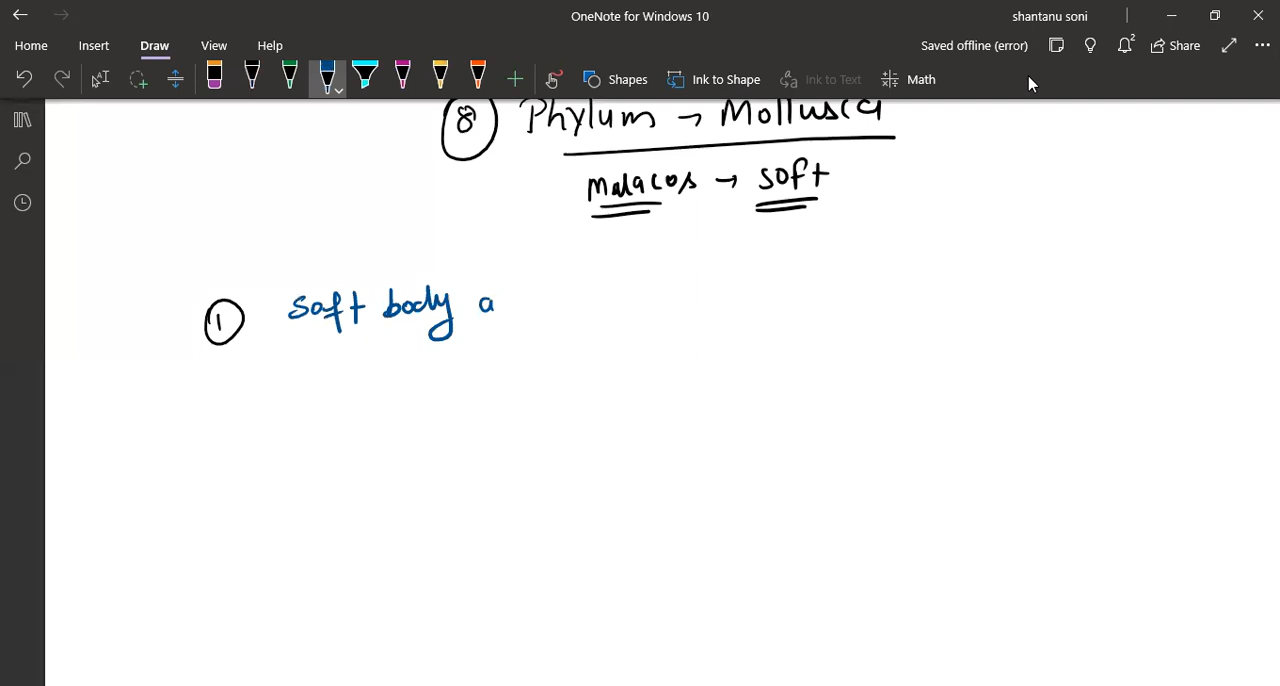 OneNote for Windows 10
shantanu soni
Home Insert Draw View Help
Saved offline (error) 2 Share
Shapes Ink to Shape Ink to Text Math
8 Phylum → Mollusca
malacos → soft
1 soft body a